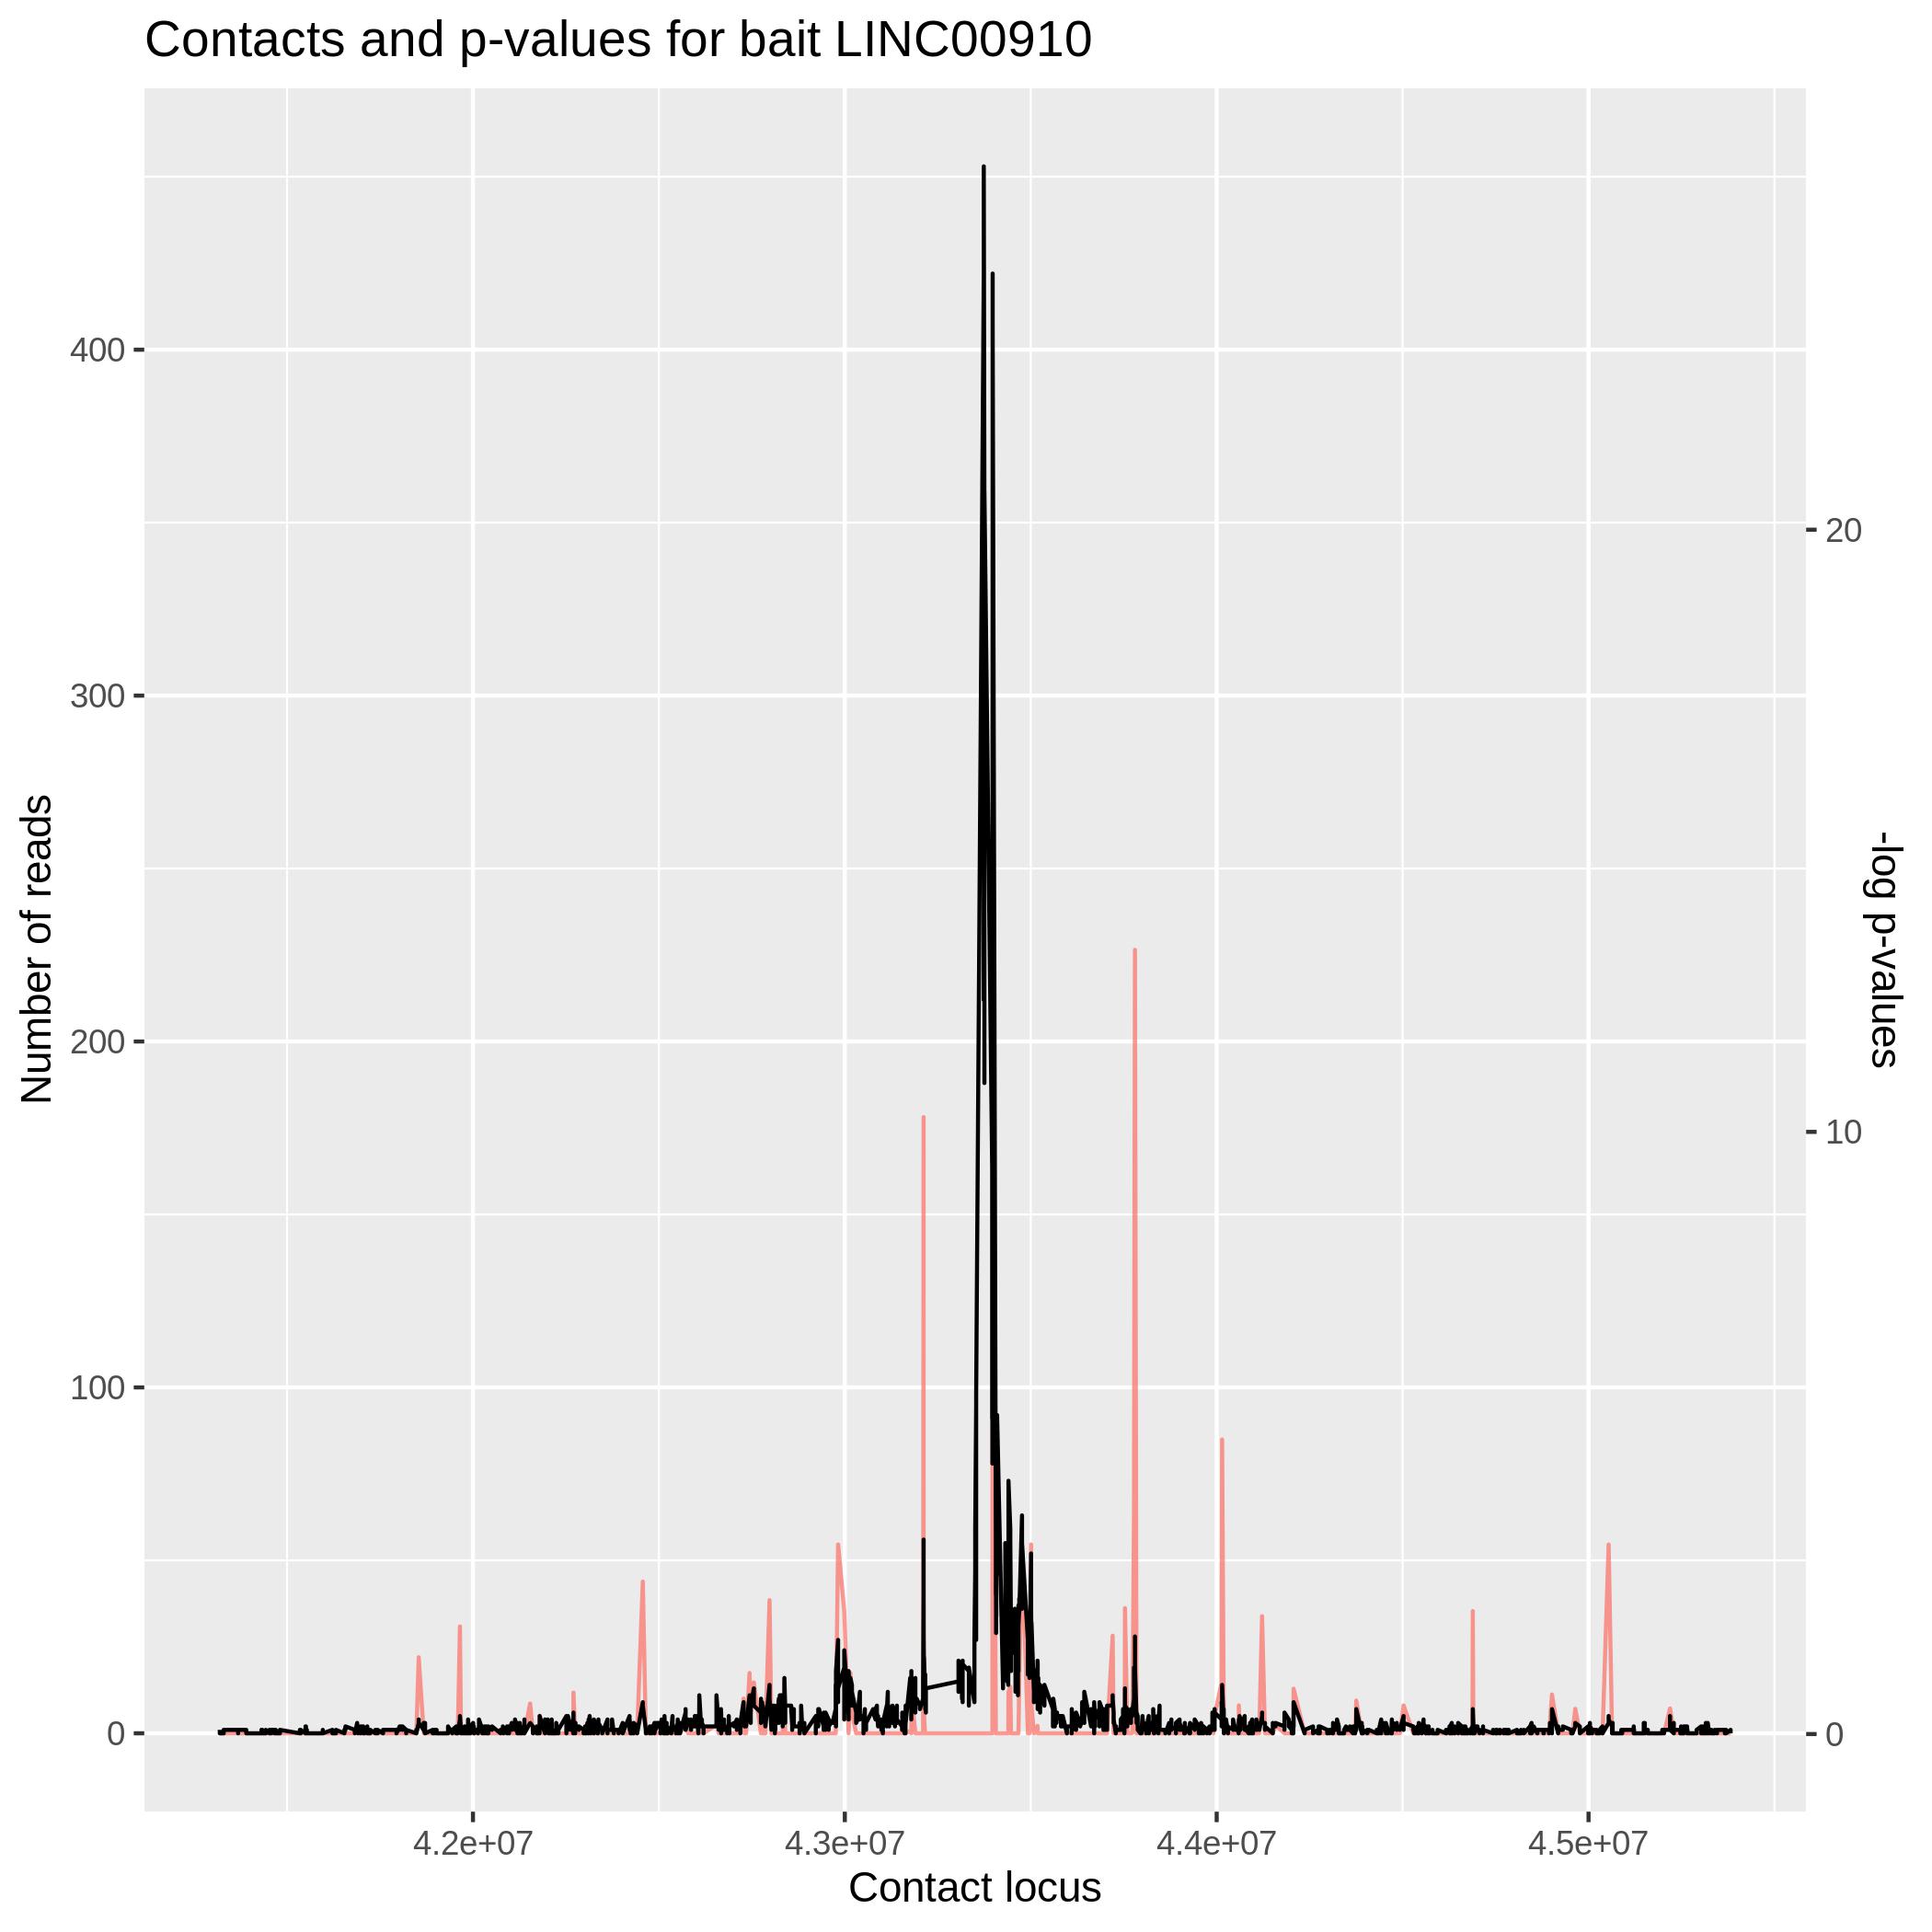 Contacts and p-values for bait LINC00910
Number of reads
400
300
200
100
0
20
10
0
-log p-values
4.2e+07
4.3e+07
4.4e+07
4.5e+07
Contact locus